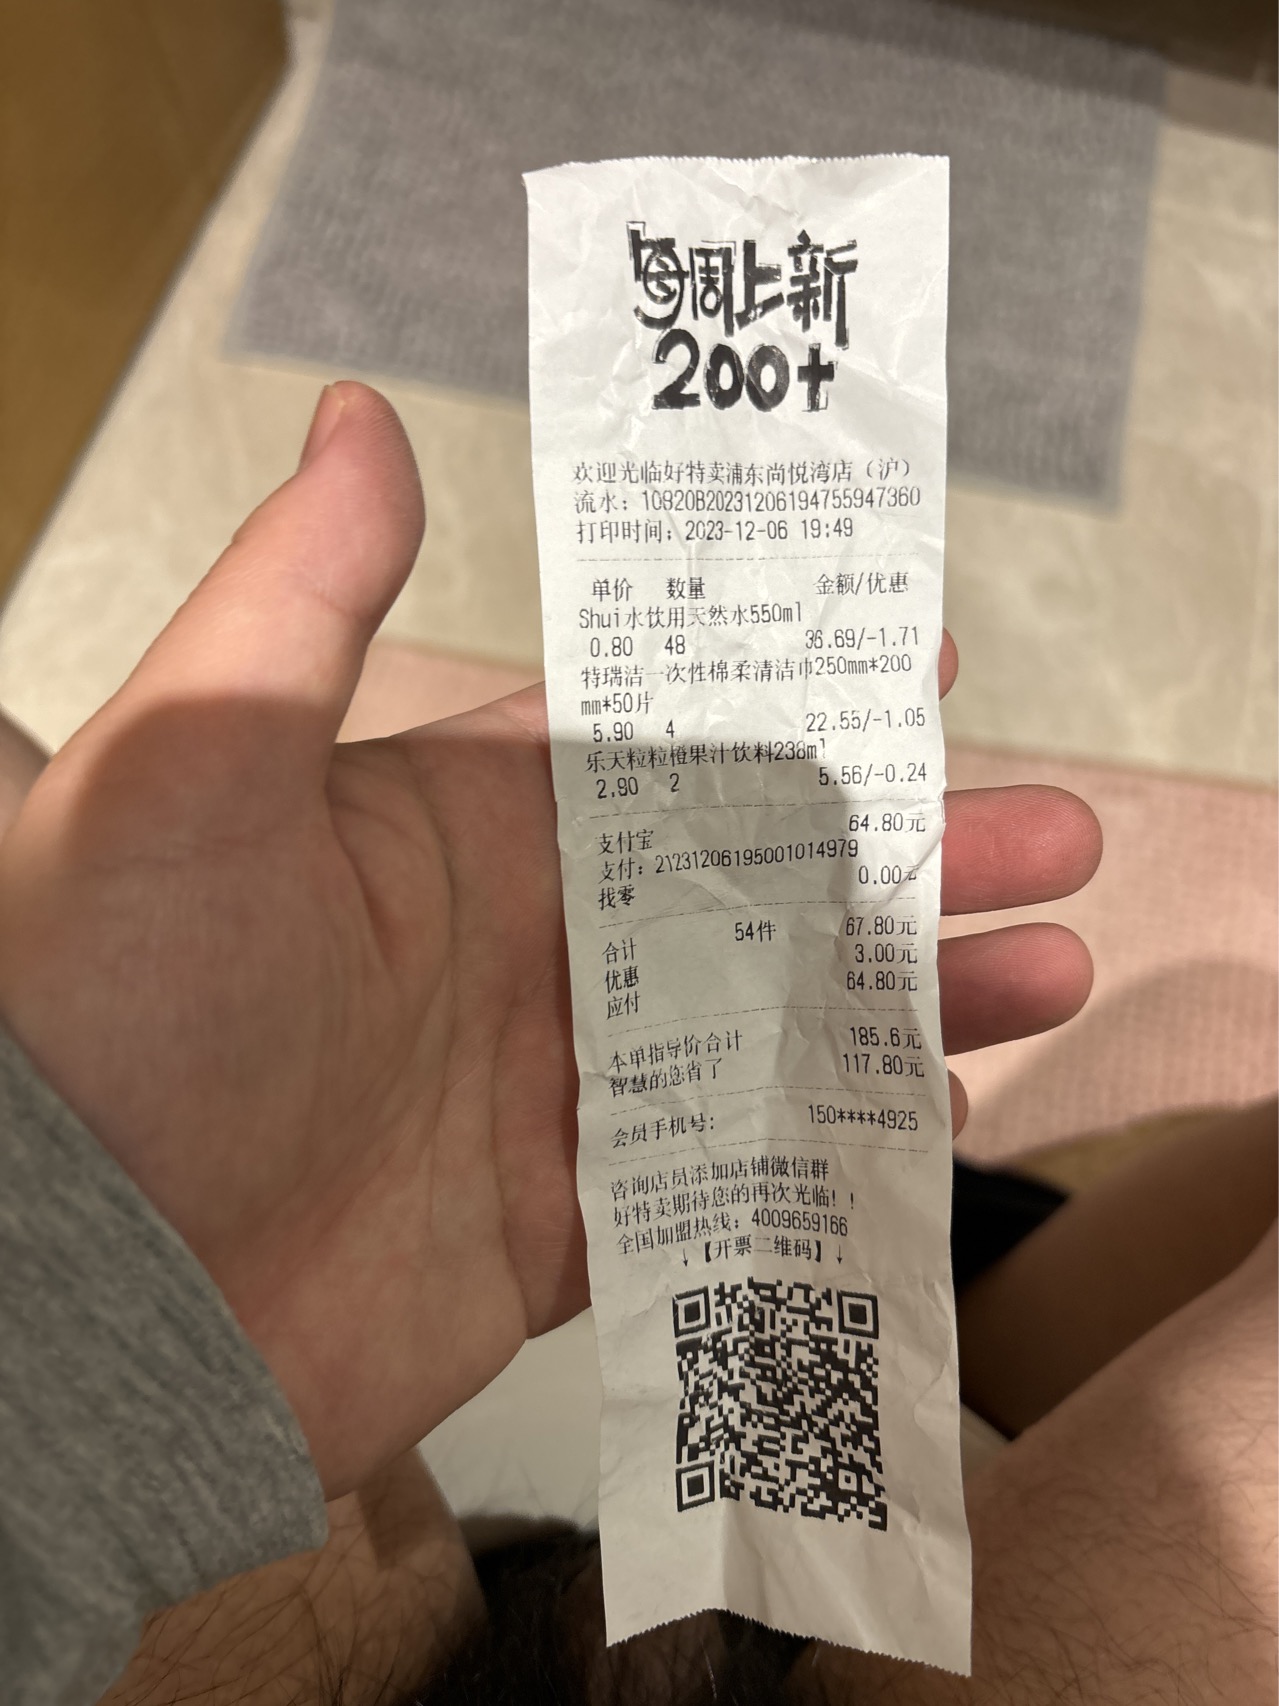 每周上新
200+
欢迎光临好特卖浦东尚悦湾店（沪）
流水：10920B20231206194755947360
打印时间：2023-12-06 19:49
单价 数量 金额/优惠
Shui水饮用天然水550ml
0.80 48 36.69/-1.71
特瑞洁一次性棉柔清洁巾250mm*200
mm*50片
5.90 4 22.55/-1.05
乐天粒粒橙果汁饮料238ml
2.90 2 5.56/-0.24
支付宝 64.80元
支付：21231206195001014979
找零 0.00元
合计 54件 67.80元
优惠 3.00元
应付 64.80元
本单指导价合计 185.6元
智慧的您省了 117.80元
会员手机号： 150****4925
咨询店员添加店铺微信群
好特卖期待您的再次光临！！
全国加盟热线：4009659166
↓【开票二维码】↓